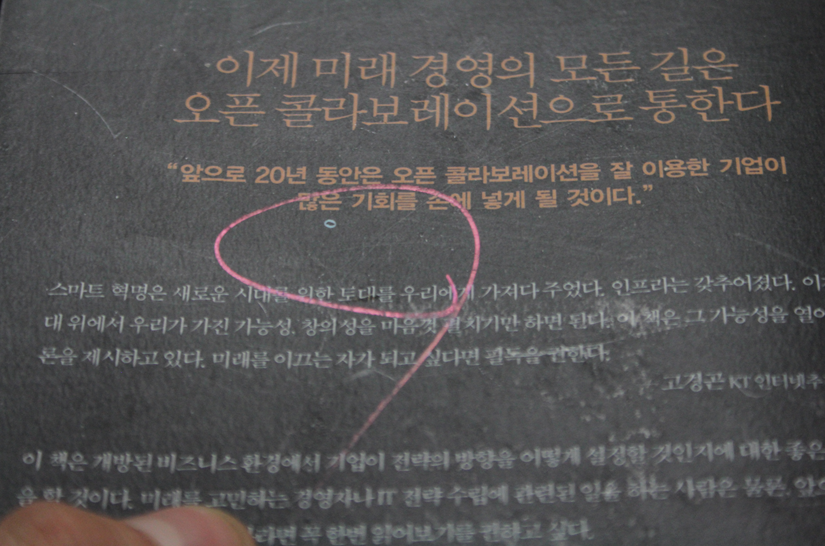 이제 미래 경영의 모든 길은
오픈 콜라보레이션으로 통한다
“앞으로 20년 동안은 오픈 콜라보레이션을 잘 이용한 기업이
많은 기회를 손에 넣게 될 것이다.”
스마트 혁명은 새로운 시대를 위한 토대를 우리에게 가져다 주었다. 인프라는 갖추어졌다.
대 위에서 우리가 가진 가능성, 창의성을 마음껏 펼치기만 하면 된다. 이 책은 그 가능성을 열어
론을 제시하고 있다. 미래를 이끄는 자가 되고 싶다면 필독을 권한다.
고경곤 KT 인터넷추
이 책은 개방된 비즈니스 환경에서 기업이 전략의 방향을 어떻게 설정할 것인지에 대한 좋은
을 할 것이다. 미래를 고민하는 경영자나 IT 전략 수립에 관련된 일을 하는 사람은 물론,
라면 꼭 한번 읽어보기를 권하고 싶다.